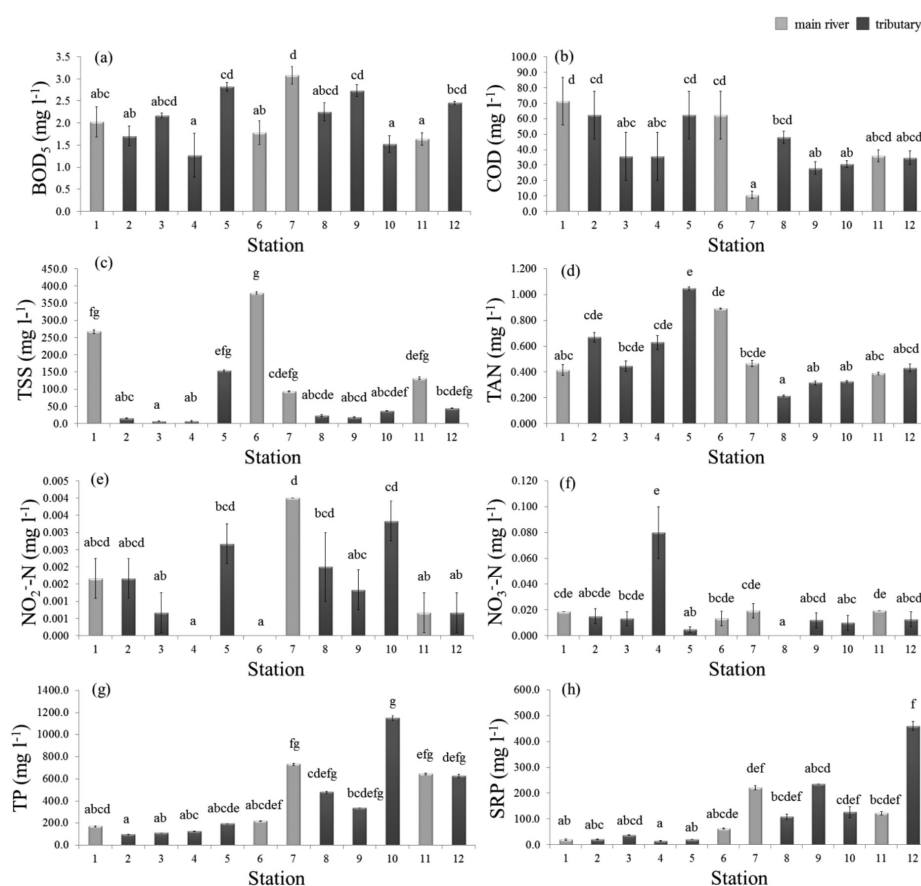 main river tributary
(a)
BOD5 (mg l-1)
3.5
3.0
2.5
2.0
1.5
1.0
0.5
0.0
abc ab abcd a cd ab d abcd cd a a bcd
1 2 3 4 5 6 7 8 9 10 11 12
Station
(b)
COD (mg l-1)
100.0
90.0
80.0
70.0
60.0
50.0
40.0
30.0
20.0
10.0
0.0
d cd abc abc cd cd a bcd ab ab abcd abcd
1 2 3 4 5 6 7 8 9 10 11 12
Station
(c)
TSS (mg l-1)
450.0
400.0
350.0
300.0
250.0
200.0
150.0
100.0
50.0
0.0
fg abc a ab efg g cdefg abcde abcd abcdef defg bcdefg
1 2 3 4 5 6 7 8 9 10 11 12
Station
(d)
TAN (mg l-1)
1.200
1.000
0.800
0.600
0.400
0.200
0.000
abc cde bcde cde e de bcde a ab ab abc abcd
1 2 3 4 5 6 7 8 9 10 11 12
Station
(e)
NO2--N (mg l-1)
0.005
0.004
0.004
0.003
0.003
0.002
0.002
0.001
0.001
0.000
abcd abcd ab a bcd a d bcd abc cd ab ab
1 2 3 4 5 6 7 8 9 10 11 12
Station
(f)
NO3--N (mg l-1)
0.120
0.100
0.080
0.060
0.040
0.020
0.000
cde abcde bcde e ab bcde cde a abcd abc de abcd
1 2 3 4 5 6 7 8 9 10 11 12
Station
(g)
TP (mg l-1)
1400.0
1200.0
1000.0
800.0
600.0
400.0
200.0
0.0
abcd a ab abc abcde abcdef fg cdefg bcdefg g efg defg
1 2 3 4 5 6 7 8 9 10 11 12
Station
(h)
SRP (mg l-1)
600.0
500.0
400.0
300.0
200.0
100.0
0.0
ab abc abcd a ab abcde def bcdef abcd cdef bcdef f
1 2 3 4 5 6 7 8 9 10 11 12
Station